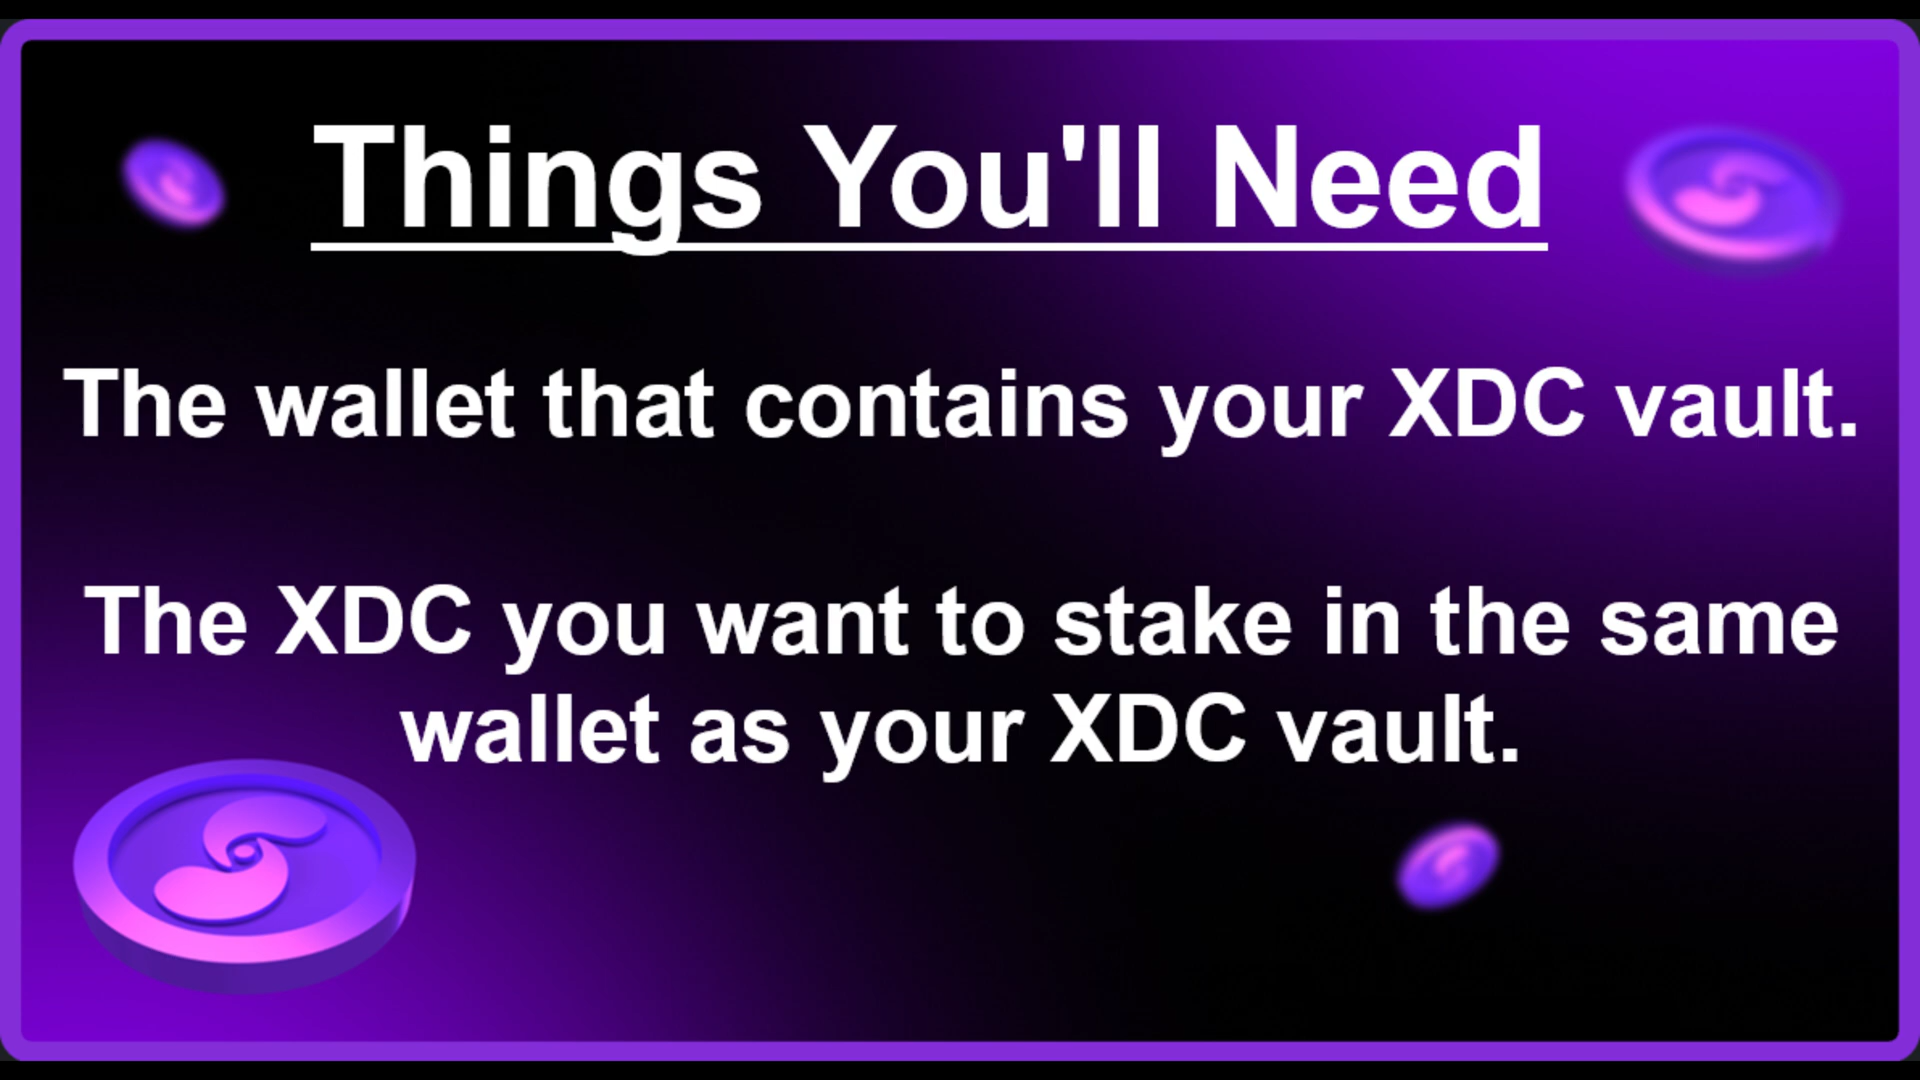 Things You'll Need
The wallet that contains your XDC vault.
The XDC you want to stake in the same
wallet as your XDC vault.